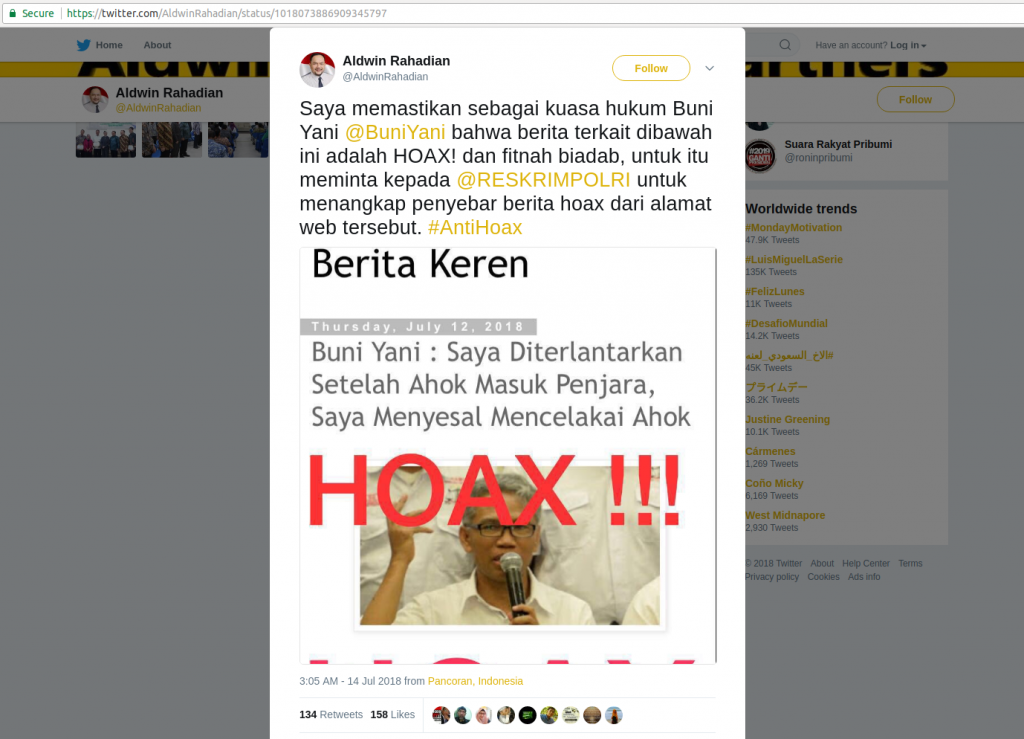 Secure https://twitter.com/AldwinRahadian/status/1018073886909345797
Home About
Have an account? Log in
Aldwin Rahadian
@AldwinRahadian
Follow
Aldwin Rahadian
@AldwinRahadian
Follow
Saya memastikan sebagai kuasa hukum Buni
Yani @BuniYani bahwa berita terkait dibawah
ini adalah HOAX! dan fitnah biadab, untuk itu
meminta kepada @RESKRIMPOLRI untuk
menangkap penyebar berita hoax dari alamat
web tersebut. #AntiHoax
Berita Keren
Thursday, July 12, 2018
Buni Yani : Saya Diterlantarkan
Setelah Ahok Masuk Penjara,
Saya Menyesal Mencelakai Ahok
HOAX !!!
3:05 AM - 14 Jul 2018 from Pancoran, Indonesia
134 Retweets 158 Likes
Suara Rakyat Pribumi
@roninpribumi
Worldwide trends
#MondayMotivation
47.9K Tweets
#LuisMiguelLaSerie
135K Tweets
#FelizLunes
11K Tweets
#DesafioMundial
14.2K Tweets
#الاخ_السعودي_لعنه
45K Tweets
プライムデー
36.2K Tweets
Justine Greening
10.1K Tweets
Cármenes
1,269 Tweets
Coño Micky
6,169 Tweets
West Midnapore
2,930 Tweets
© 2018 Twitter About Help Center Terms
Privacy policy Cookies Ads info